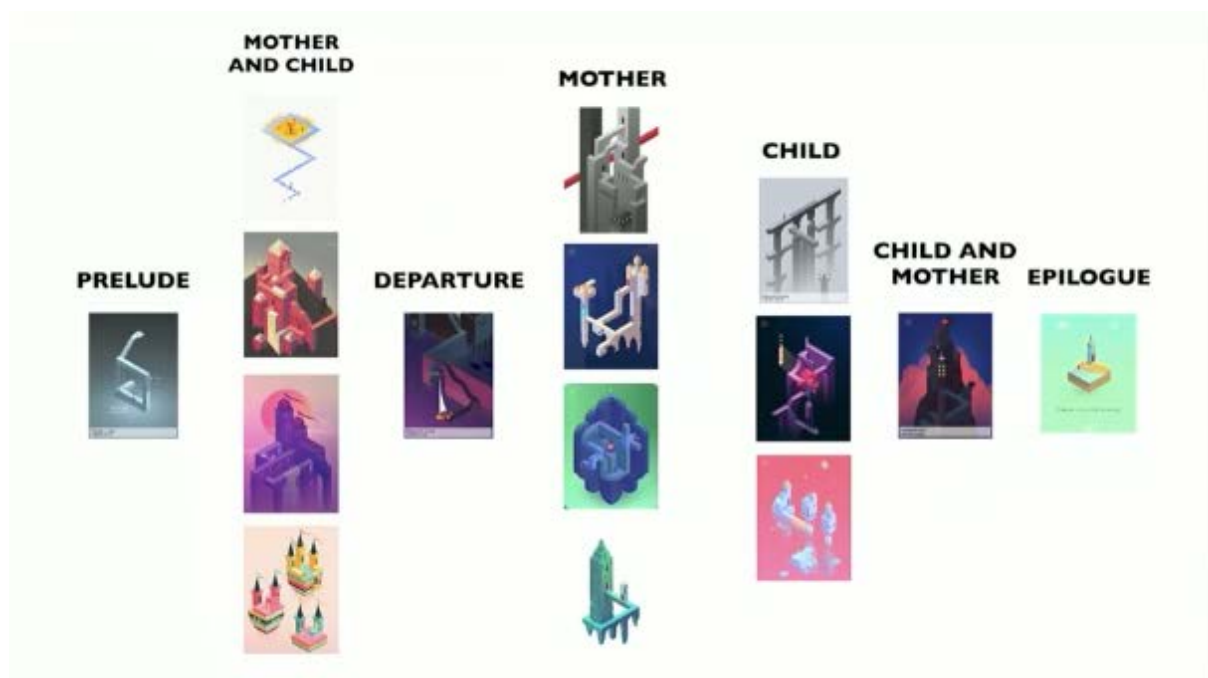 MOTHER
AND CHILD
MOTHER
CHILD
CHILD AND
MOTHER
PRELUDE
DEPARTURE
EPILOGUE